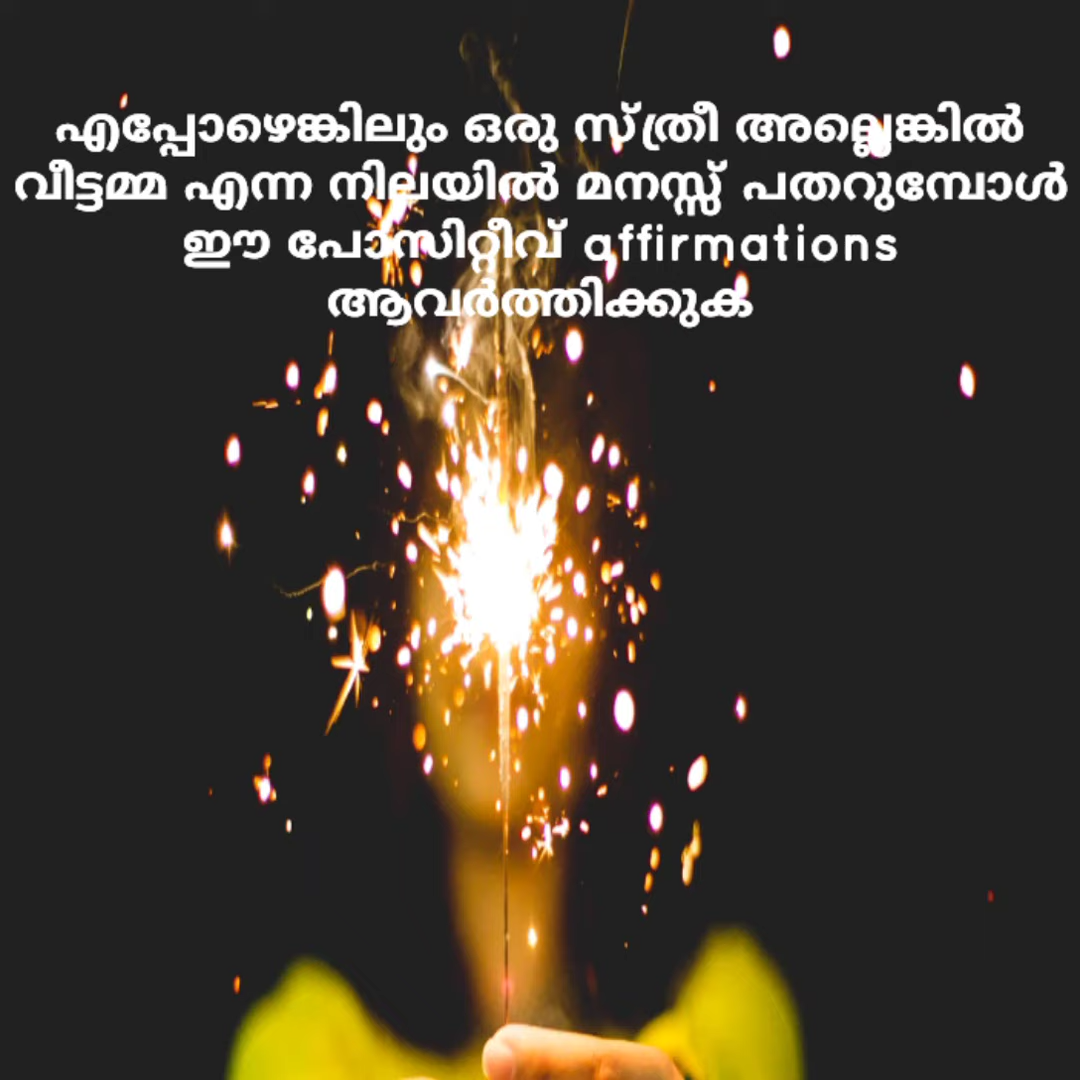 എപ്പോഴെങ്കിലും ഒരു സ്ത്രീ അല്ലെങ്കിൽ
വീട്ടമ്മ എന്ന നിലയിൽ മനസ്സ് പതറുമ്പോൾ
ഈ പോസിറ്റീവ് affirmations
ആവർത്തിക്കുക